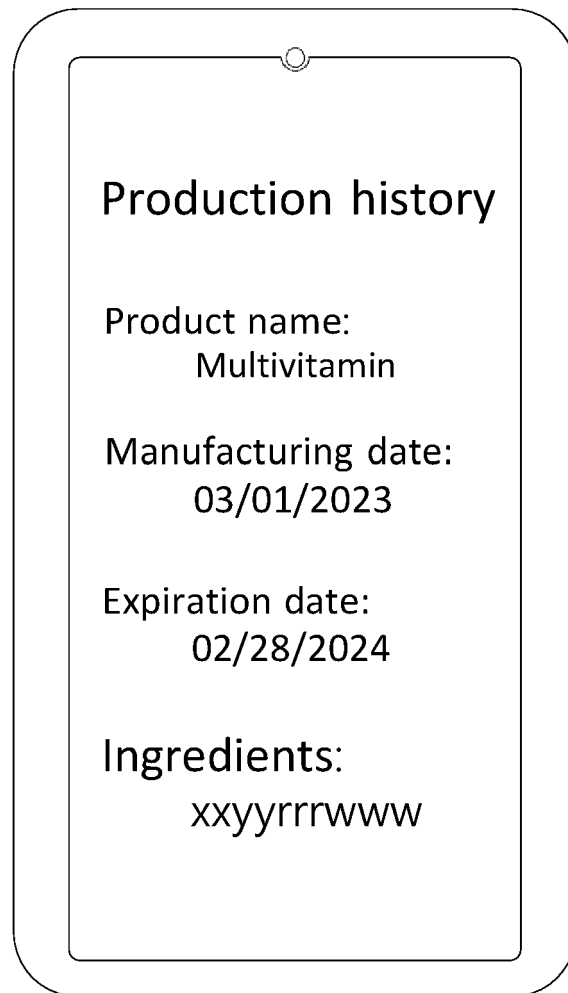 Production history
Product name:
Multivitamin
Manufacturing date:
03/01/2023
Expiration date:
02/28/2024
Ingredients:
xxyyrrrwww